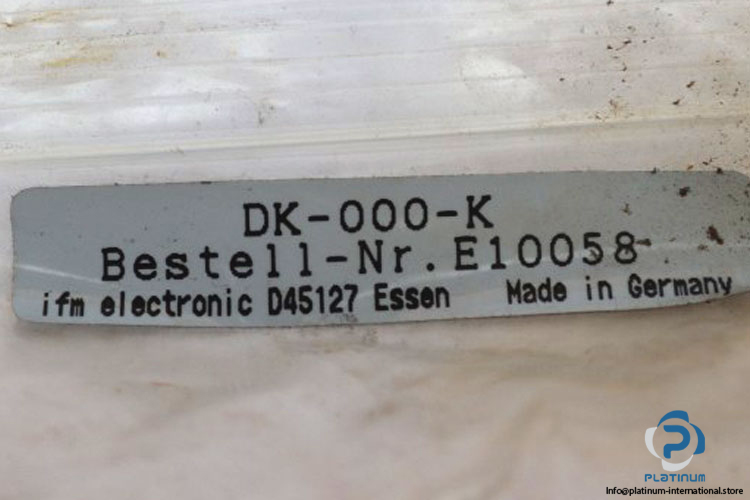 DK-000-K
Bestell-Nr. E10058
ifm electronic D45127 Essen Made in Germany
PLATINUM
Info@platinum-international.store